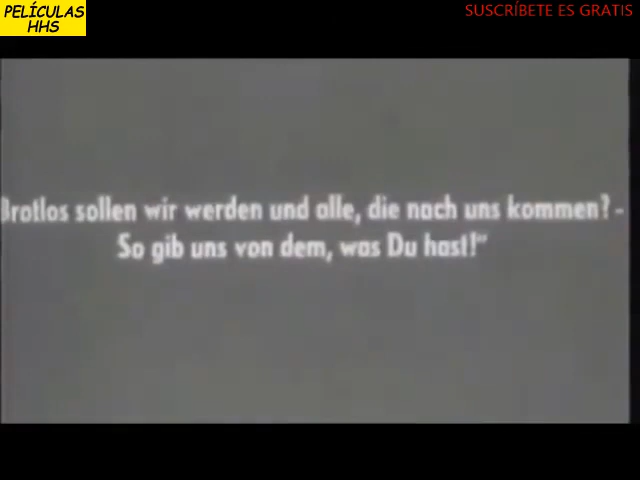 PELÍCULAS
HHS
SUSCRÍBETE ES GRATIS
Brotlos sollen wir werden und alle, die nach uns kommen? -
So gib uns von dem, was Du hast!“